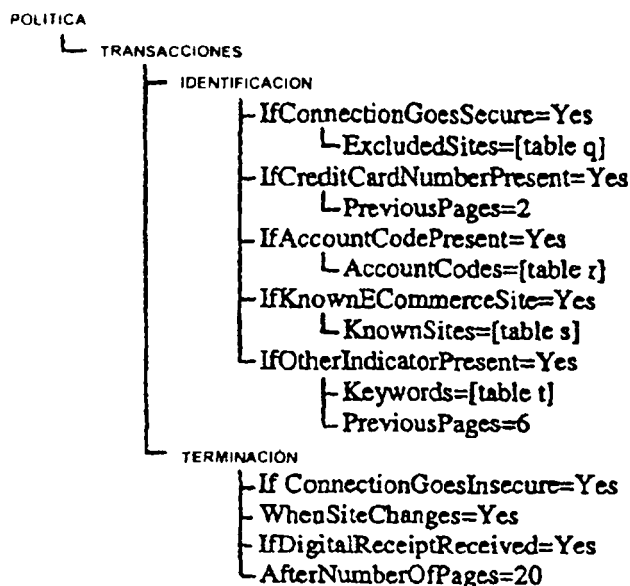 POLITICA
TRANSACCIONES
IDENTIFICACION
IfConnectionGoesSecure=Yes
ExcludedSites=[table q]
IfCreditCardNumberPresent=Yes
PreviousPages=2
IfAccountCodePresent=Yes
AccountCodes=[table r}
IfKnownECommerceSite=Yes
KnownSites=[table s]
IfOtherIndicatorPresent=Yes
Keywords=[table t]
PreviousPages=6
TERMINACIÓN
If ConnectionGoesInsecure=Yes
WhenSiteChanges=Yes
IfDigitalReceiptReceived=Yes
AfterNumberOfPages=20